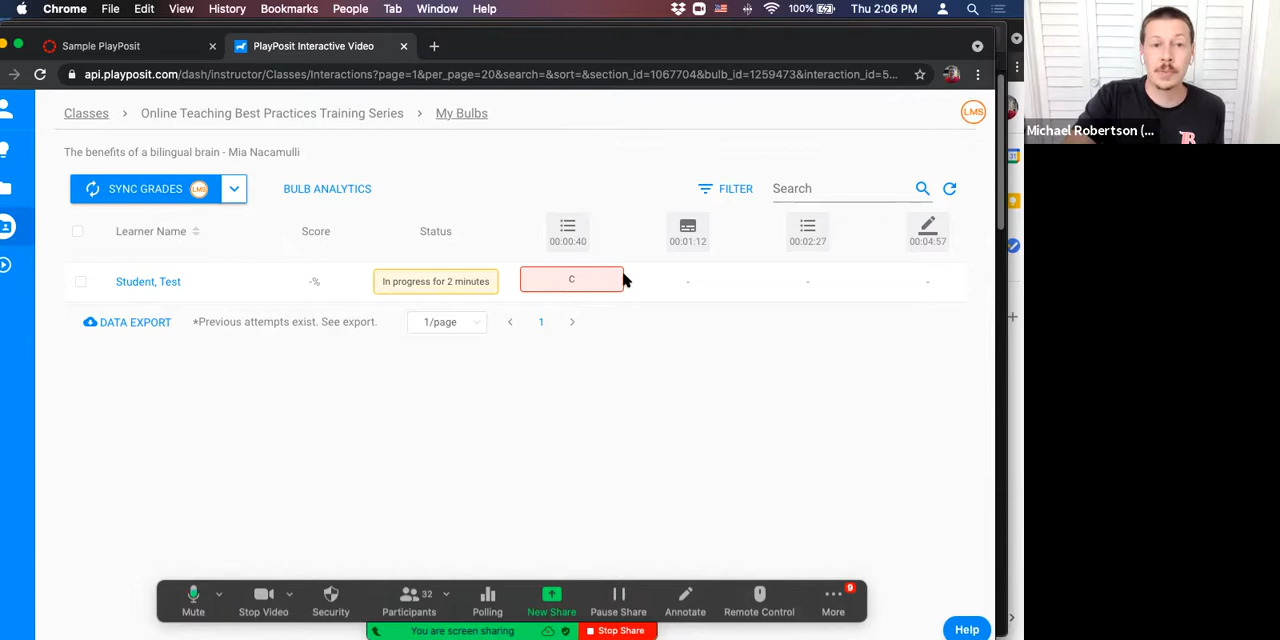 Chrome File Edit View History Bookmarks People Tab Window Help 100% Thu 2:06 PM
Sample PlayPosit PlayPosit Interactive Video
api.playposit.com/dash/instructor/Classes/Interactions?page=1&per_page=20&search=&sort=&section_id=1067704&bulb_id=1259473&interaction_id=5...
Classes > Online Teaching Best Practices Training Series > My Bulbs LMS
The benefits of a bilingual brain - Mia Nacamulli
SYNC GRADES LMS BULB ANALYTICS FILTER Search
Learner Name Score Status 00:00:40 00:01:12 00:02:27 00:04:57
Student, Test -% In progress for 2 minutes C - - -
DATA EXPORT *Previous attempts exist. See export. 1/page < 1 >
Mute Stop Video Security Participants 32 Polling New Share Pause Share Annotate Remote Control More 9
You are screen sharing Stop Share
Help
Michael Robertson (...